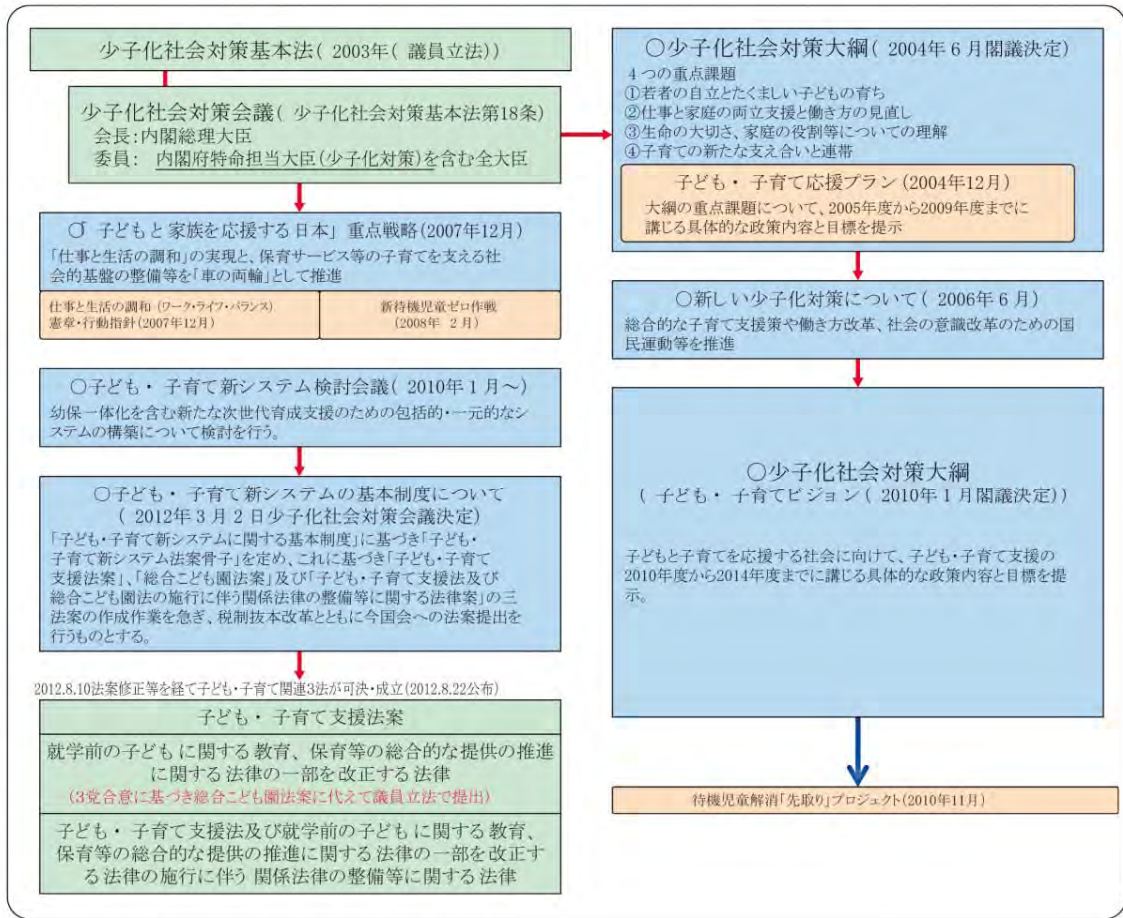 少子化社会対策基本法( 2003年( 議員立法))
少子化社会対策会議( 少子化社会対策基本法第18条)
会長:内閣総理大臣
委員: 内閣府特命担当大臣(少子化対策)を含む全大臣
〇「子どもと家族を応援する日本」重点戦略(2007年12月)
「仕事と生活の調和」の実現と、保育サービス等の子育てを支える社
会的基盤の整備等を「車の両輪」として推進
仕事と生活の調和 (ワーク・ライフ・バランス)
憲章・行動指針(2007年12月)
新待機児童ゼロ作戦
(2008年 2月)
〇子ども・ 子育て新システム検討会議( 2010年1月～)
幼保一体化を含む新たな次世代育成支援のための包括的・一元的なシ
ステムの構築について検討を行う。
〇子ども・ 子育て新システムの基本制度について
( 2012年3月2日少子化社会対策会議決定)
「子ども・子育て新システムに関する基本制度」に基づき「子ども・
子育て新システム法案骨子」を定め、これに基づき「子ども・子育て
支援法案」、「総合こども園法案」及び「子ども・子育て支援法及び
総合こども園法の施行に伴う関係法律の整備等に関する法律案」の三
法案の作成作業を急ぎ、税制抜本改革とともに今国会への法案提出を
行うものとする。
2012.8.10法案修正等を経て子ども・子育て関連3法が可決・成立(2012.8.22公布)
子ども・ 子育て支援法案
就学前の子どもに関する教育、保育等の総合的な提供の推進
に関する法律の一部を改正する法律
(3党合意に基づき総合こども園法案に代えて議員立法で提出)
子ども・ 子育て支援法及び就学前の子どもに関する教育、
保育等の総合的な提供の推進に関する法律の一部を改正す
る法律の施行に伴う関係法律の整備等に関する法律
〇少子化社会対策大綱( 2004年6月閣議決定)
4つの重点課題
①若者の自立とたくましい子どもの育ち
②仕事と家庭の両立支援と働き方の見直し
③生命の大切さ、家庭の役割等についての理解
④子育ての新たな支え合いと連帯
子ども・ 子育て応援プラン(2004年12月)
大綱の重点課題について、2005年度から2009年度までに
講じる具体的な政策内容と目標を提示
〇新しい少子化対策について( 2006年6月)
総合的な子育て支援策や働き方改革、社会の意識改革のための国
民運動等を推進
〇少子化社会対策大綱
( 子ども・ 子育てビジョン( 2010年1月閣議決定))
子どもと子育てを応援する社会に向けて、子ども・子育て支援の
2010年度から2014年度までに講じる具体的な政策内容と目標を提
示。
待機児童解消「先取り」プロジェクト(2010年11月)